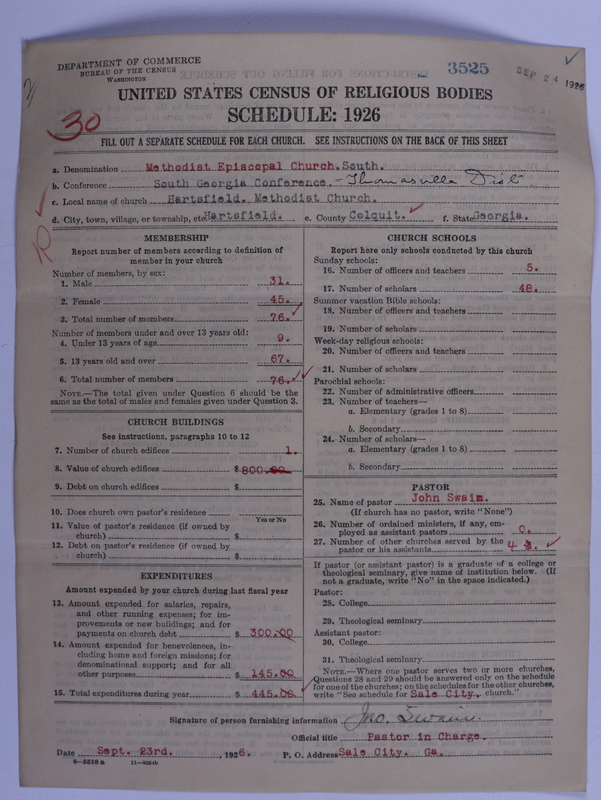 DEPARTMENT OF COMMERCE
BUREAU OF THE CENSUS
WASHINGTON
3525
SEP 24 1926
UNITED STATES CENSUS OF RELIGIOUS BODIES
SCHEDULE: 1926
30
FILL OUT A SEPARATE SCHEDULE FOR EACH CHURCH. SEE INSTRUCTIONS ON THE BACK OF THIS SHEET
a. Denomination Methodist Episcopal Church.South.
b. Conference South Georgia Conference.-Thomasville Dist
c. Local name of church Hartsfield. Methodist Church.
d. City, town, village, or township, etc. Hartsfield. e. County Colquit. f. State Georgia.
R
MEMBERSHIP
Report number of members according to definition of
member in your church
Number of members, by sex:
1. Male 31.
2. Female 45.
3. Total number of members 76.
Number of members under and over 13 years old:
4. Under 13 years of age 9.
5. 13 years old and over 67.
6. Total number of members 76.
NOTE.—The total given under Question 6 should be the
same as the total of males and females given under Question 3.
CHURCH BUILDINGS
See instructions, paragraphs 10 to 12
7. Number of church edifices 1.
8. Value of church edifices $ 800.00
9. Debt on church edifices $
10. Does church own pastor's residence
Yes or No
11. Value of pastor's residence (if owned by
church) $
12. Debt on pastor's residence (if owned by
church) $
EXPENDITURES
Amount expended by your church during last fiscal year
13. Amount expended for salaries, repairs,
and other running expenses; for im-
provements or new buildings; and for
payments on church debt $ 300.00
14. Amount expended for benevolences, in-
cluding home and foreign missions; for
denominational support; and for all
other purposes $ 145.00
15. Total expenditures during year $ 445.00
CHURCH SCHOOLS
Report here only schools conducted by this church
Sunday schools:
16. Number of officers and teachers 5.
17. Number of scholars 48.
Summer vacation Bible schools:
18. Number of officers and teachers
19. Number of scholars
Week-day religious schools:
20. Number of officers and teachers
21. Number of scholars
Parochial schools:
22. Number of administrative officers
23. Number of teachers—
a. Elementary (grades 1 to 8)
b. Secondary
24. Number of scholars—
a. Elementary (grades 1 to 8)
b. Secondary
PASTOR
25. Name of pastor John Swaim.
(If church has no pastor, write "None")
26. Number of ordained ministers, if any, em-
ployed as assistant pastors 0.
27. Number of other churches served by the
pastor or his assistants 4
If pastor (or assistant pastor) is a graduate of a college or
theological seminary, give name of institution below. (If
not a graduate, write "No" in the space indicated.)
Pastor:
28. College
29. Theological seminary
Assistant pastor:
30. College
31. Theological seminary
NOTE.—Where one pastor serves two or more churches,
Questions 28 and 29 should be answered only on the schedule
for one of the churches; on the schedules for the other churches,
write "See schedule for Sale City. church."
Signature of person furnishing information Jno. Swaim.
Official title Pastor in Charge.
Date Sept. 23rd., 1926. P. O. Address Sale City. Ga.